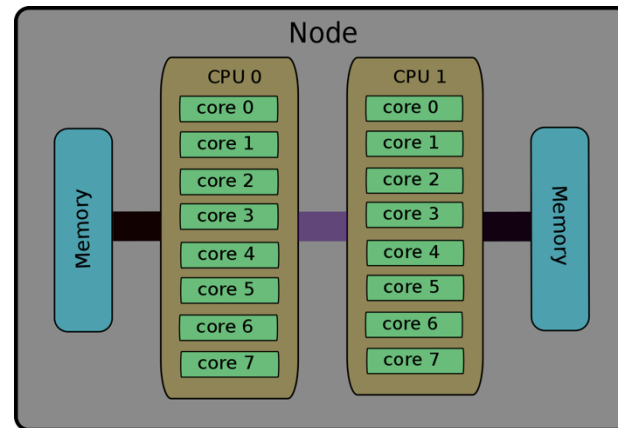 Node
CPU 0
core 0
core 1
core 2
core 3
core 4
core 5
core 6
core 7
CPU 1
core 0
core 1
core 2
core 3
core 4
core 5
core 6
core 7
Memory
Memory